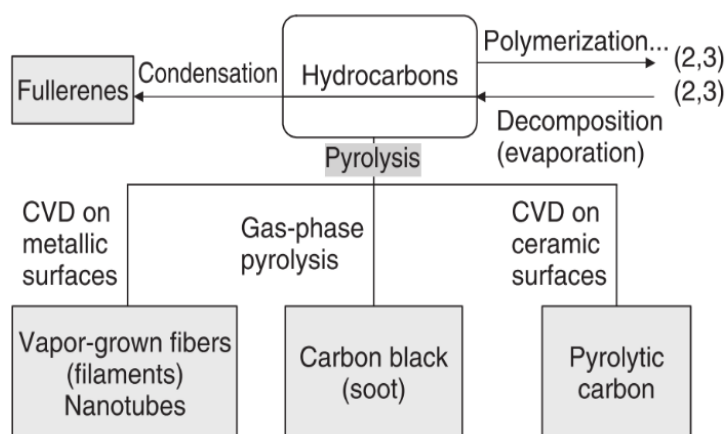 Polymerization...
(2,3)
Fullerenes
Condensation
Hydrocarbons
(2,3)
Decomposition
(evaporation)
Pyrolysis
CVD on
metallic
surfaces
Gas-phase
pyrolysis
CVD on
ceramic
surfaces
Vapor-grown fibers
(filaments)
Nanotubes
Carbon black
(soot)
Pyrolytic
carbon